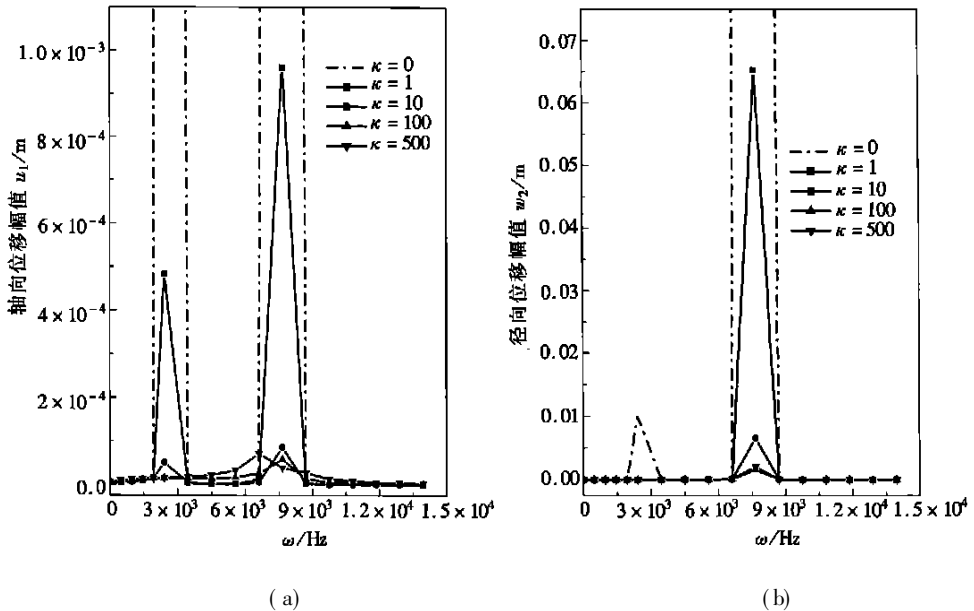 1.0×10⁻³
8×10⁻⁴
6×10⁻⁴
4×10⁻⁴
2×10⁻⁴
0.0
轴向位移幅值 u₁/m
κ = 0
κ = 1
κ = 10
κ = 100
κ = 500
0 3×10³ 6×10³ 9×10³ 1.2×10⁴ 1.5×10⁴
ω/Hz
(a)
0.07
0.06
0.05
0.04
0.03
0.02
0.01
0.00
径向位移幅值 w₂/m
κ = 0
κ = 1
κ = 10
κ = 100
κ = 500
0 3×10³ 6×10³ 9×10³ 1.2×10⁴ 1.5×10⁴
ω/Hz
(b)